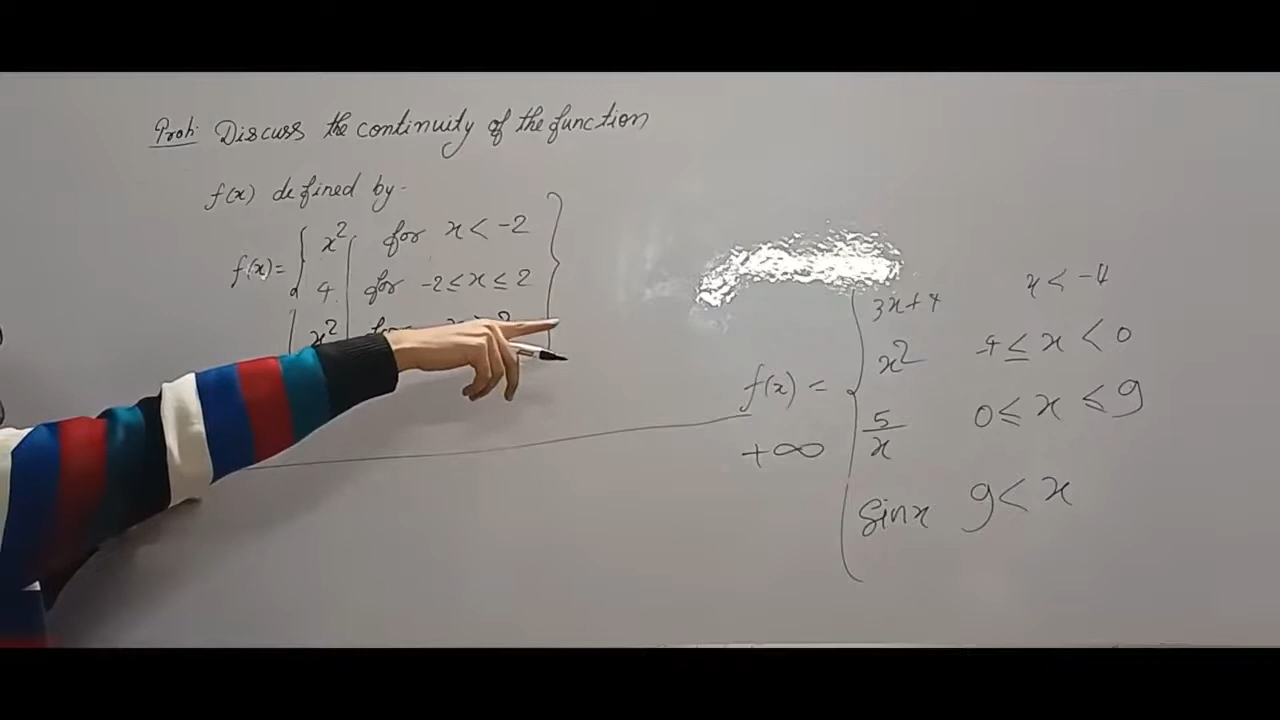 Prob: Discuss the continuity of the function
f(x) defined by-
f(x)= { x² for x < -2
4 for -2 ≤ x ≤ 2
x² for
3x+4 x < -4
x² -4 ≤ x < 0
f(x) = {
5/x 0 ≤ x ≤ 9
+∞
sinx 9 < x